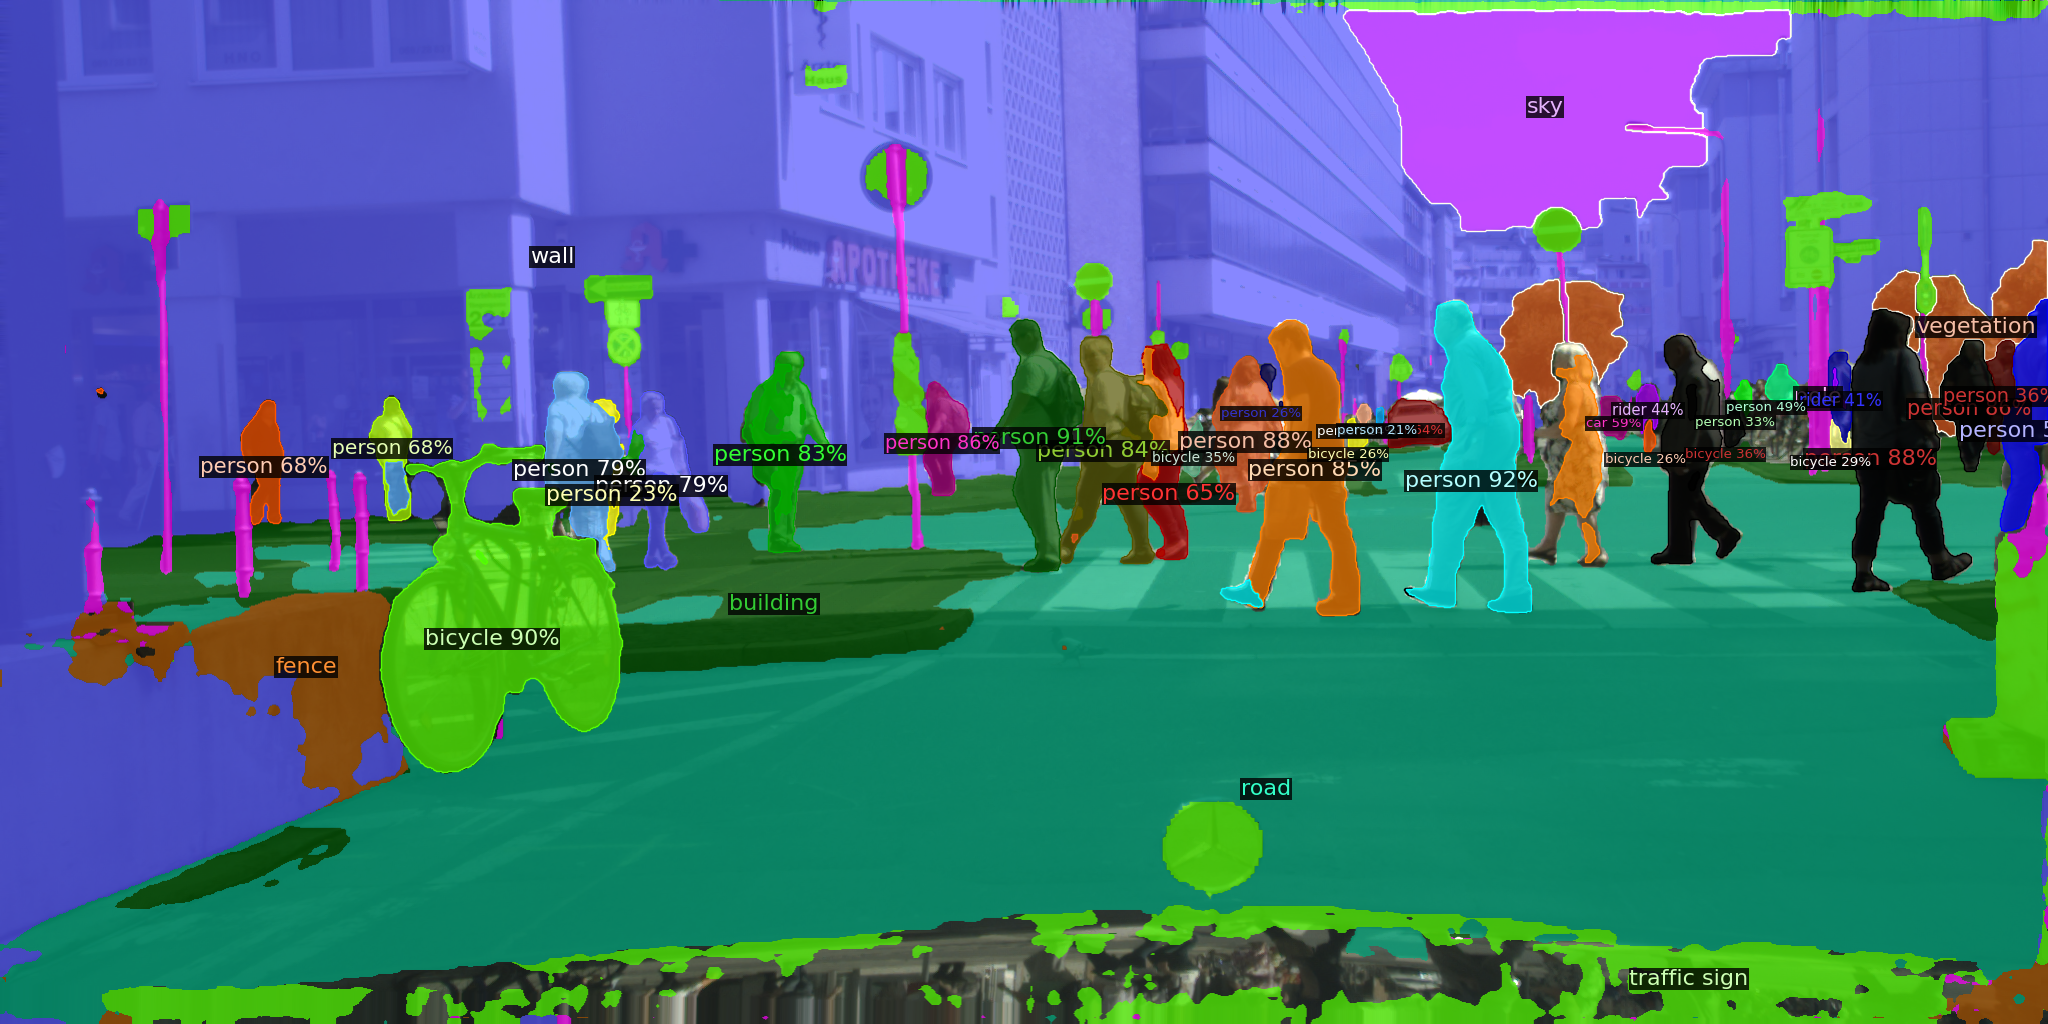 sky
Haus
wall
APOTHEKE
vegetation
person 36%
rider 41%
person 49%
rider 44%
person 26%
person 33%
car 59%
person 21%
54%
person 91%
person 86%
person 88%
person 84%
person 83%
person 68%
person 68%
bicycle 35%
bicycle 26%
bicycle 36%
bicycle 26%
bicycle 29%
person 88%
person 85%
person 79%
person 79%
person 23%
person 92%
person 65%
building
bicycle 90%
fence
road
traffic sign